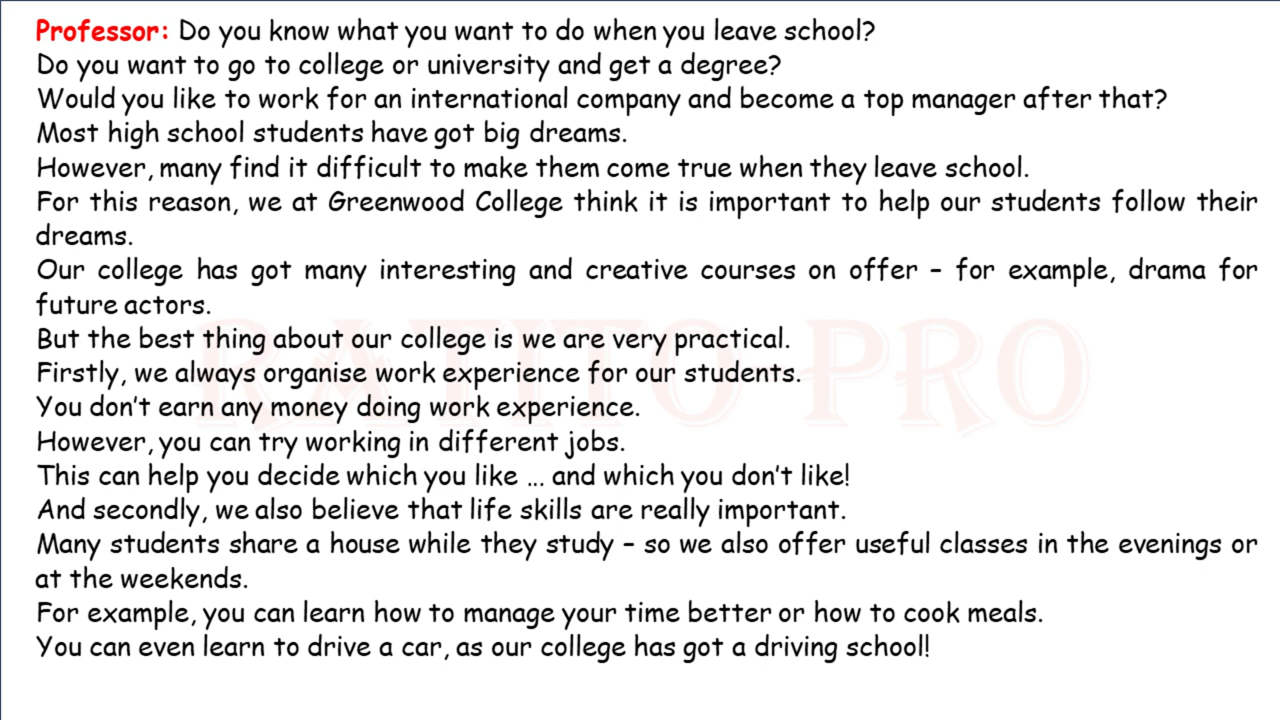 Professor: Do you know what you want to do when you leave school?
Do you want to go to college or university and get a degree?
Would you like to work for an international company and become a top manager after that?
Most high school students have got big dreams.
However, many find it difficult to make them come true when they leave school.
For this reason, we at Greenwood College think it is important to help our students follow their
dreams.
Our college has got many interesting and creative courses on offer – for example, drama for
future actors.
But the best thing about our college is we are very practical.
Firstly, we always organise work experience for our students.
You don't earn any money doing work experience.
However, you can try working in different jobs.
This can help you decide which you like ... and which you don't like!
And secondly, we also believe that life skills are really important.
Many students share a house while they study – so we also offer useful classes in the evenings or
at the weekends.
For example, you can learn how to manage your time better or how to cook meals.
You can even learn to drive a car, as our college has got a driving school!
RATITO PRO